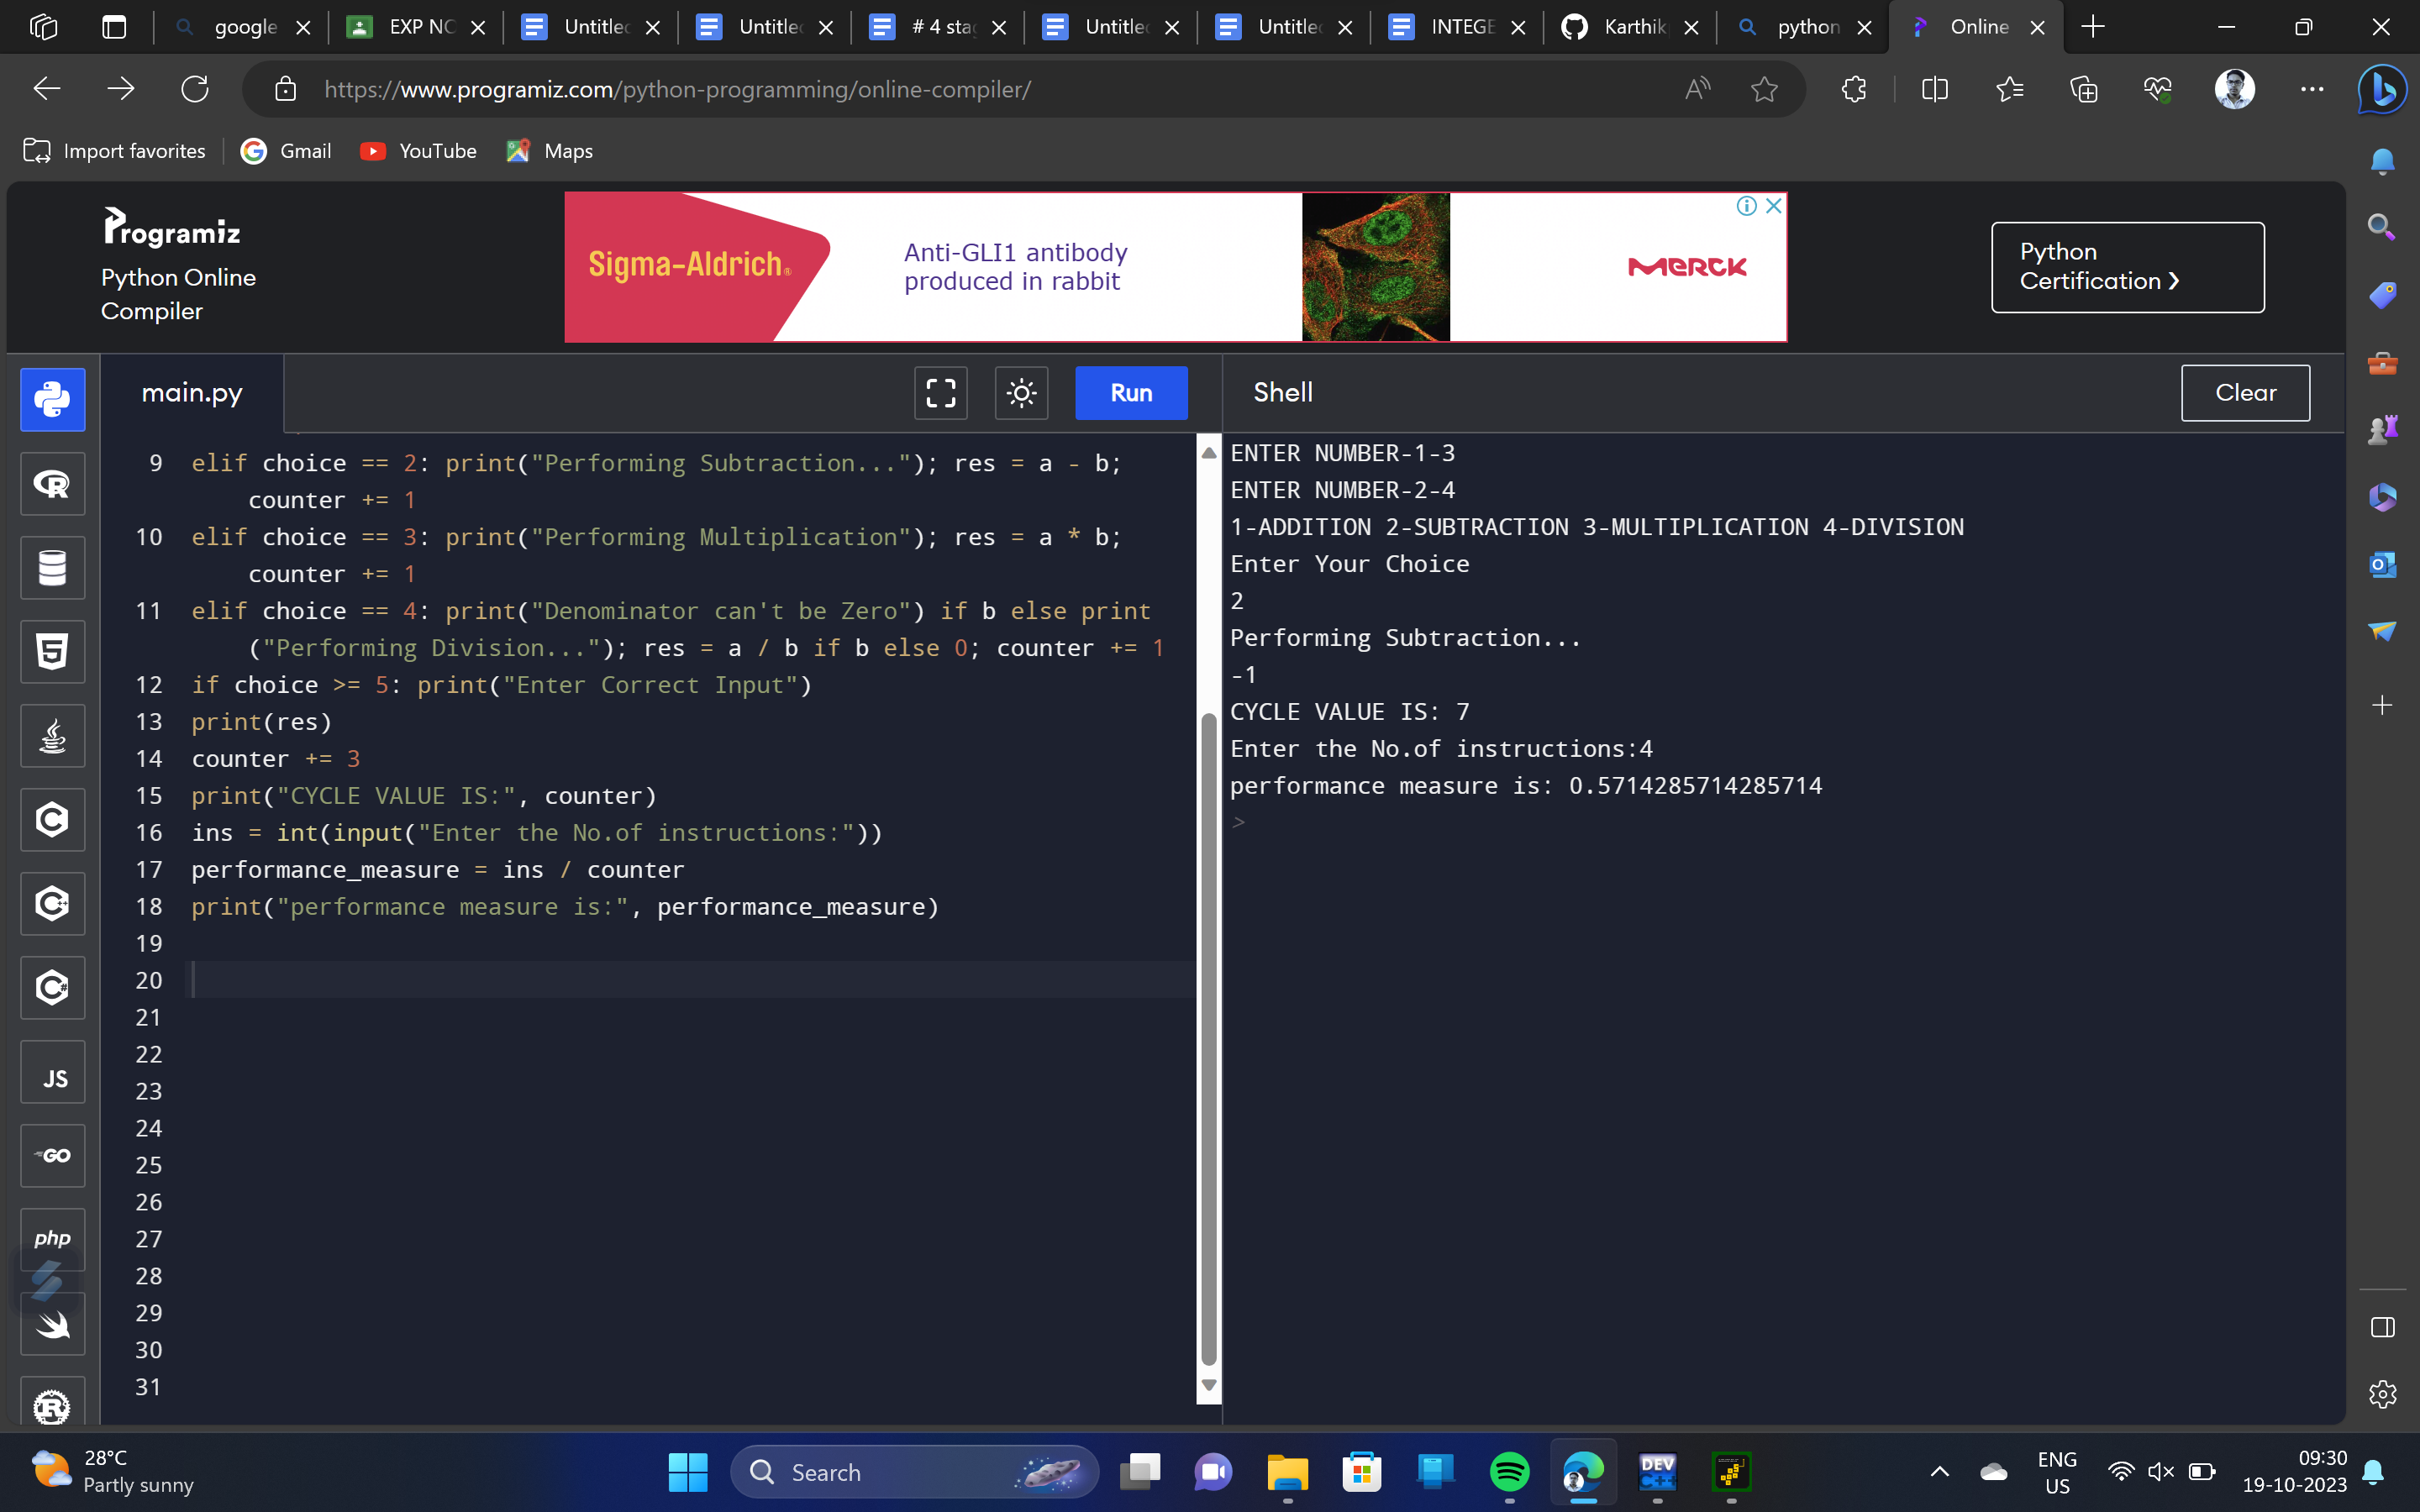 google
EXP NO
Untitled
Untitled
# 4 sta
Untitled
Untitled
INTEGE
Karthik
python
Online
https://www.programiz.com/python-programming/online-compiler/
Import favorites
Gmail
YouTube
Maps
Programiz
Python Online
Compiler
Sigma-Aldrich®
Anti-GLI1 antibody
produced in rabbit
MERCK
Python
Certification >
main.py
Run
Shell
Clear
9 elif choice == 2: print("Performing Subtraction..."); res = a - b;
counter += 1
10 elif choice == 3: print("Performing Multiplication"); res = a * b;
counter += 1
11 elif choice == 4: print("Denominator can't be Zero") if b else print
("Performing Division..."); res = a / b if b else 0; counter += 1
12 if choice >= 5: print("Enter Correct Input")
13 print(res)
14 counter += 3
15 print("CYCLE VALUE IS:", counter)
16 ins = int(input("Enter the No.of instructions:"))
17 performance_measure = ins / counter
18 print("performance measure is:", performance_measure)
19
20
21
22
23
24
25
26
27
28
29
30
31
ENTER NUMBER-1-3
ENTER NUMBER-2-4
1-ADDITION 2-SUBTRACTION 3-MULTIPLICATION 4-DIVISION
Enter Your Choice
2
Performing Subtraction...
-1
CYCLE VALUE IS: 7
Enter the No.of instructions:4
performance measure is: 0.5714285714285714
>
R
5
C
C++
C#
JS
GO
php
R
28°C
Partly sunny
Search
DEV
C++
ENG
US
09:30
19-10-2023